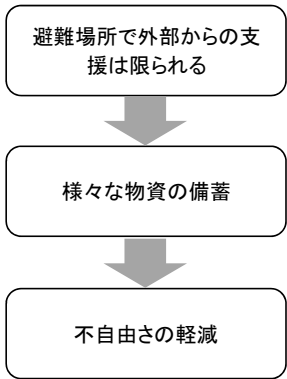 避難場所で外部からの支
援は限られる
様々な物資の備蓄
不自由さの軽減